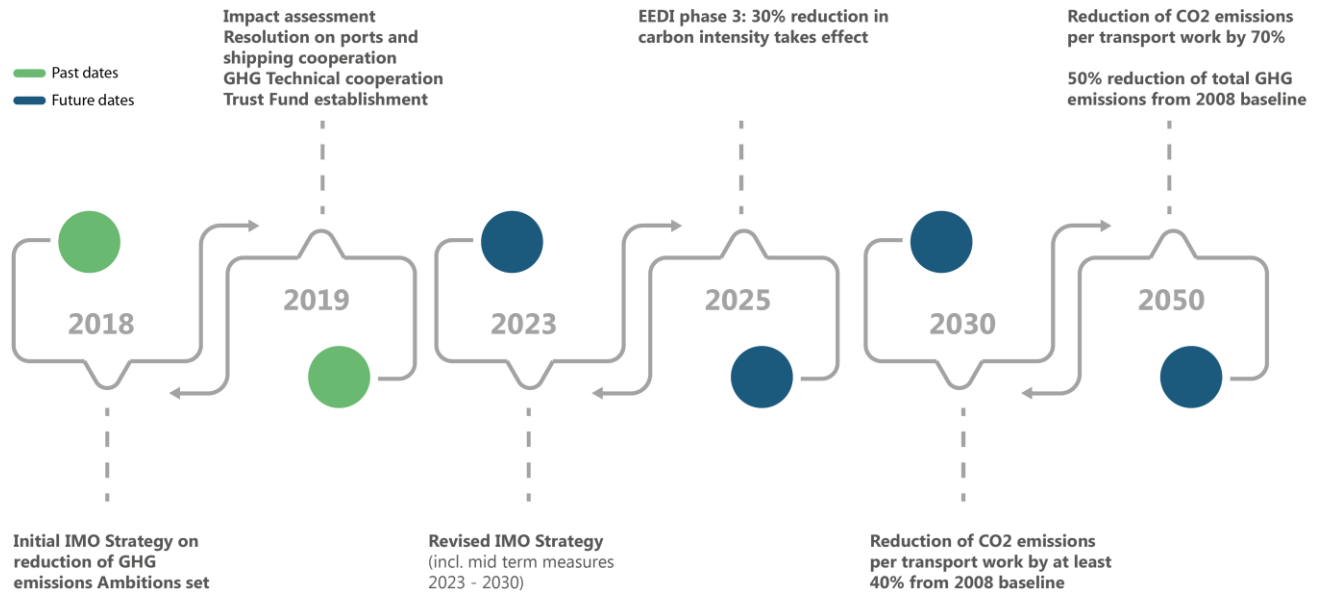 Past dates
Future dates
Impact assessment
Resolution on ports and
shipping cooperation
GHG Technical cooperation
Trust Fund establishment
EEDI phase 3: 30% reduction in
carbon intensity takes effect
Reduction of CO2 emissions
per transport work by 70%
50% reduction of total GHG
emissions from 2008 baseline
2018
2019
2023
2025
2030
2050
Initial IMO Strategy on
reduction of GHG
emissions Ambitions set
Revised IMO Strategy
(incl. mid term measures
2023 - 2030)
Reduction of CO2 emissions
per transport work by at least
40% from 2008 baseline